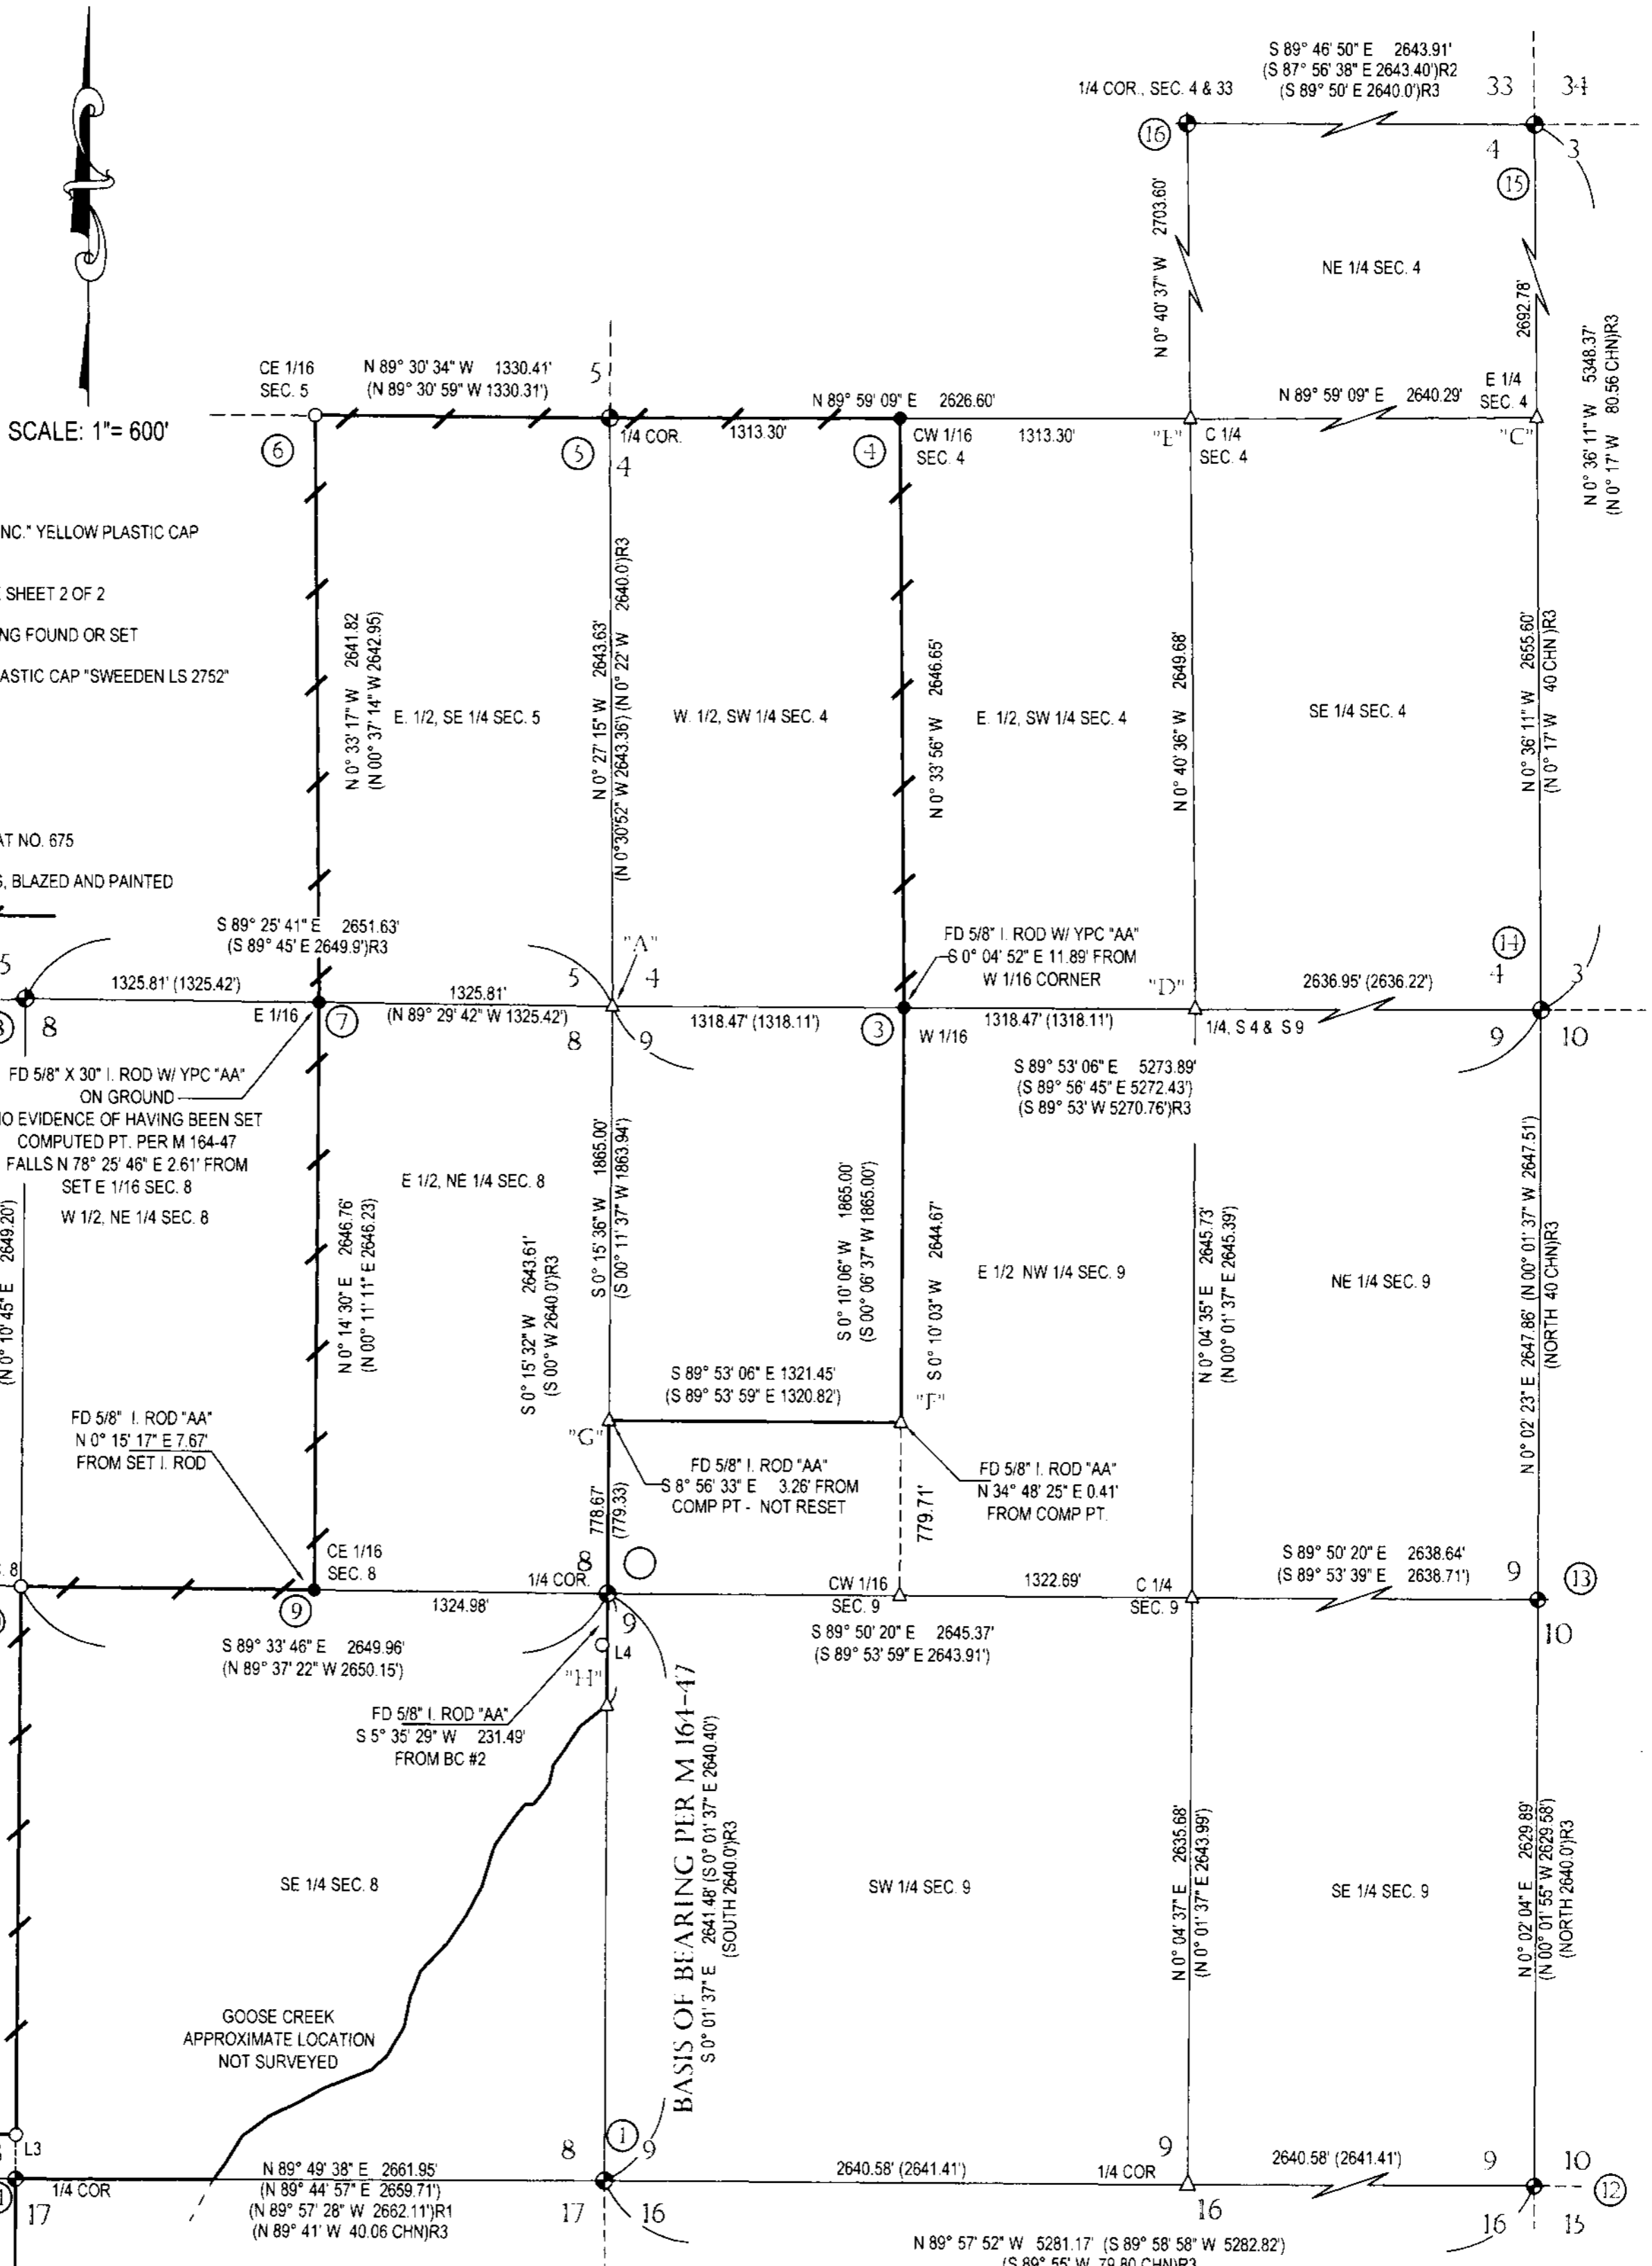 S 89° 46' 50" E 2643.91'
(S 87° 56' 38" E 2643.40')R2
(S 89° 50' E 2640.0')R3
33
34
1/4 COR., SEC. 4 & 33
16
4
3
15
N 0° 40' 37" W 2703.60'
NE 1/4 SEC. 4
2692.78'
N 0° 36' 11" W 5348.37'
(N 0° 17' W 80.56 CHN)R3
SCALE: 1"= 600'
CE 1/16
SEC. 5
N 89° 30' 34" W 1330.41'
(N 89° 30' 59" W 1330.31')
5
N 89° 59' 09" E 2626.60'
N 89° 59' 09" E 2640.29'
E 1/4
SEC. 4
6
5
1/4 COR.
4
1313.30'
4
CW 1/16
SEC. 4
1313.30'
"E"
C 1/4
SEC. 4
"C"
NC." YELLOW PLASTIC CAP
SHEET 2 OF 2
NG FOUND OR SET
ASTIC CAP "SWEEDEN LS 2752"
AT NO. 675
S, BLAZED AND PAINTED
N 0° 33' 17" W 2641.82
(N 00° 37' 14" W 2642.95)
E. 1/2, SE 1/4 SEC. 5
N 0° 27' 15" W 2643.63'
(N 0°30'52" W 2643.36') (N 0° 22' W 2640.0')R3
W. 1/2, SW 1/4 SEC. 4
N 0° 33' 56" W 2646.65'
E. 1/2, SW 1/4 SEC. 4
N 0° 40' 36" W 2649.68'
SE 1/4 SEC. 4
N 0° 36' 11" W 2655.60'
(N 0° 17' W 40 CHN )R3
S 89° 25' 41" E 2651.63'
(S 89° 45' E 2649.9')R3
"A"
FD 5/8" I. ROD W/ YPC "AA"
S 0° 04' 52" E 11.89' FROM
W 1/16 CORNER
"D"
14
5
8
1325.81' (1325.42')
E 1/16
7
1325.81'
(N 89° 29' 42" W 1325.42')
5
4
8
9
1318.47' (1318.11')
3
W 1/16
1318.47' (1318.11')
1/4, S 4 & S 9
2636.95' (2636.22')
4
3
9
10
FD 5/8" X 30" I. ROD W/ YPC "AA"
ON GROUND
NO EVIDENCE OF HAVING BEEN SET
COMPUTED PT. PER M 164-47
FALLS N 78° 25' 46" E 2.61' FROM
SET E 1/16 SEC. 8
W 1/2, NE 1/4 SEC. 8
S 89° 53' 06" E 5273.89'
(S 89° 56' 45" E 5272.43')
(S 89° 53' W 5270.76')R3
(N 0° 10' 45" E 2649.20')
N 0° 14' 30" E 2646.76'
(N 00° 11' 11" E 2646.23)
E 1/2, NE 1/4 SEC. 8
S 0° 15' 32" W 2643.61'
(S 00° W 2640.0')R3
S 0° 15' 36" W 1865.00'
(S 00° 11' 37" W 1863.94')
S 0° 10' 06" W 1865.00'
(S 00° 06' 37" W 1865.00')
S 0° 10' 03" W 2644.67'
E 1/2 NW 1/4 SEC. 9
N 0° 04' 35" E 2645.73'
(N 00° 01' 37" E 2645.39')
NE 1/4 SEC. 9
N 0° 02' 23" E 2647.86' (N 00° 01' 37" W 2647.51')
(NORTH 40 CHN)R3
S 89° 53' 06" E 1321.45'
(S 89° 53' 59" E 1320.82')
"F"
"G"
FD 5/8" I. ROD "AA"
N 0° 15' 17" E 7.67'
FROM SET I. ROD
FD 5/8" I. ROD "AA"
S 8° 56' 33" E 3.26' FROM
COMP PT - NOT RESET
FD 5/8" I. ROD "AA"
N 34° 48' 25" E 0.41'
FROM COMP PT.
778.67'
(779.33)
779.71'
8
CE 1/16
SEC. 8
9
1324.98'
1/4 COR.
8
9
CW 1/16
SEC. 9
1322.69'
C 1/4
SEC. 9
S 89° 50' 20" E 2638.64'
(S 89° 53' 39" E 2638.71')
9
13
10
S 89° 33' 46" E 2649.96'
(N 89° 37' 22" W 2650.15')
L4
"H"
S 89° 50' 20" E 2645.37'
(S 89° 53' 59" E 2643.91')
FD 5/8" I. ROD "AA"
S 5° 35' 29" W 231.49'
FROM BC #2
BASIS OF BEARING PER M 164-47
S 0° 01' 37" E 2641.48' (S 0° 01' 37" E 2640.40')
(SOUTH 2640.0')R3
SE 1/4 SEC. 8
SW 1/4 SEC. 9
N 0° 04' 37" E 2635.68'
(N 0° 01' 37" E 2643.99')
SE 1/4 SEC. 9
N 0° 02' 04" E 2629.89'
(N 00° 01' 55" W 2629.58')
(NORTH 2640.0')R3
GOOSE CREEK
APPROXIMATE LOCATION
NOT SURVEYED
L3
1/4 COR
17
N 89° 49' 38" E 2661.95'
(N 89° 44' 57" E 2659.71')
(N 89° 57' 28" W 2662.11')R1
(N 89° 41' W 40.06 CHN)R3
8
1
9
17
16
2640.58' (2641.41')
1/4 COR
9
16
2640.58' (2641.41')
9
10
12
16
15
N 89° 57' 52" W 5281.17' (S 89° 58' 58" W 5282.82')
(S 89° 55' W 79.80 CHN)R3